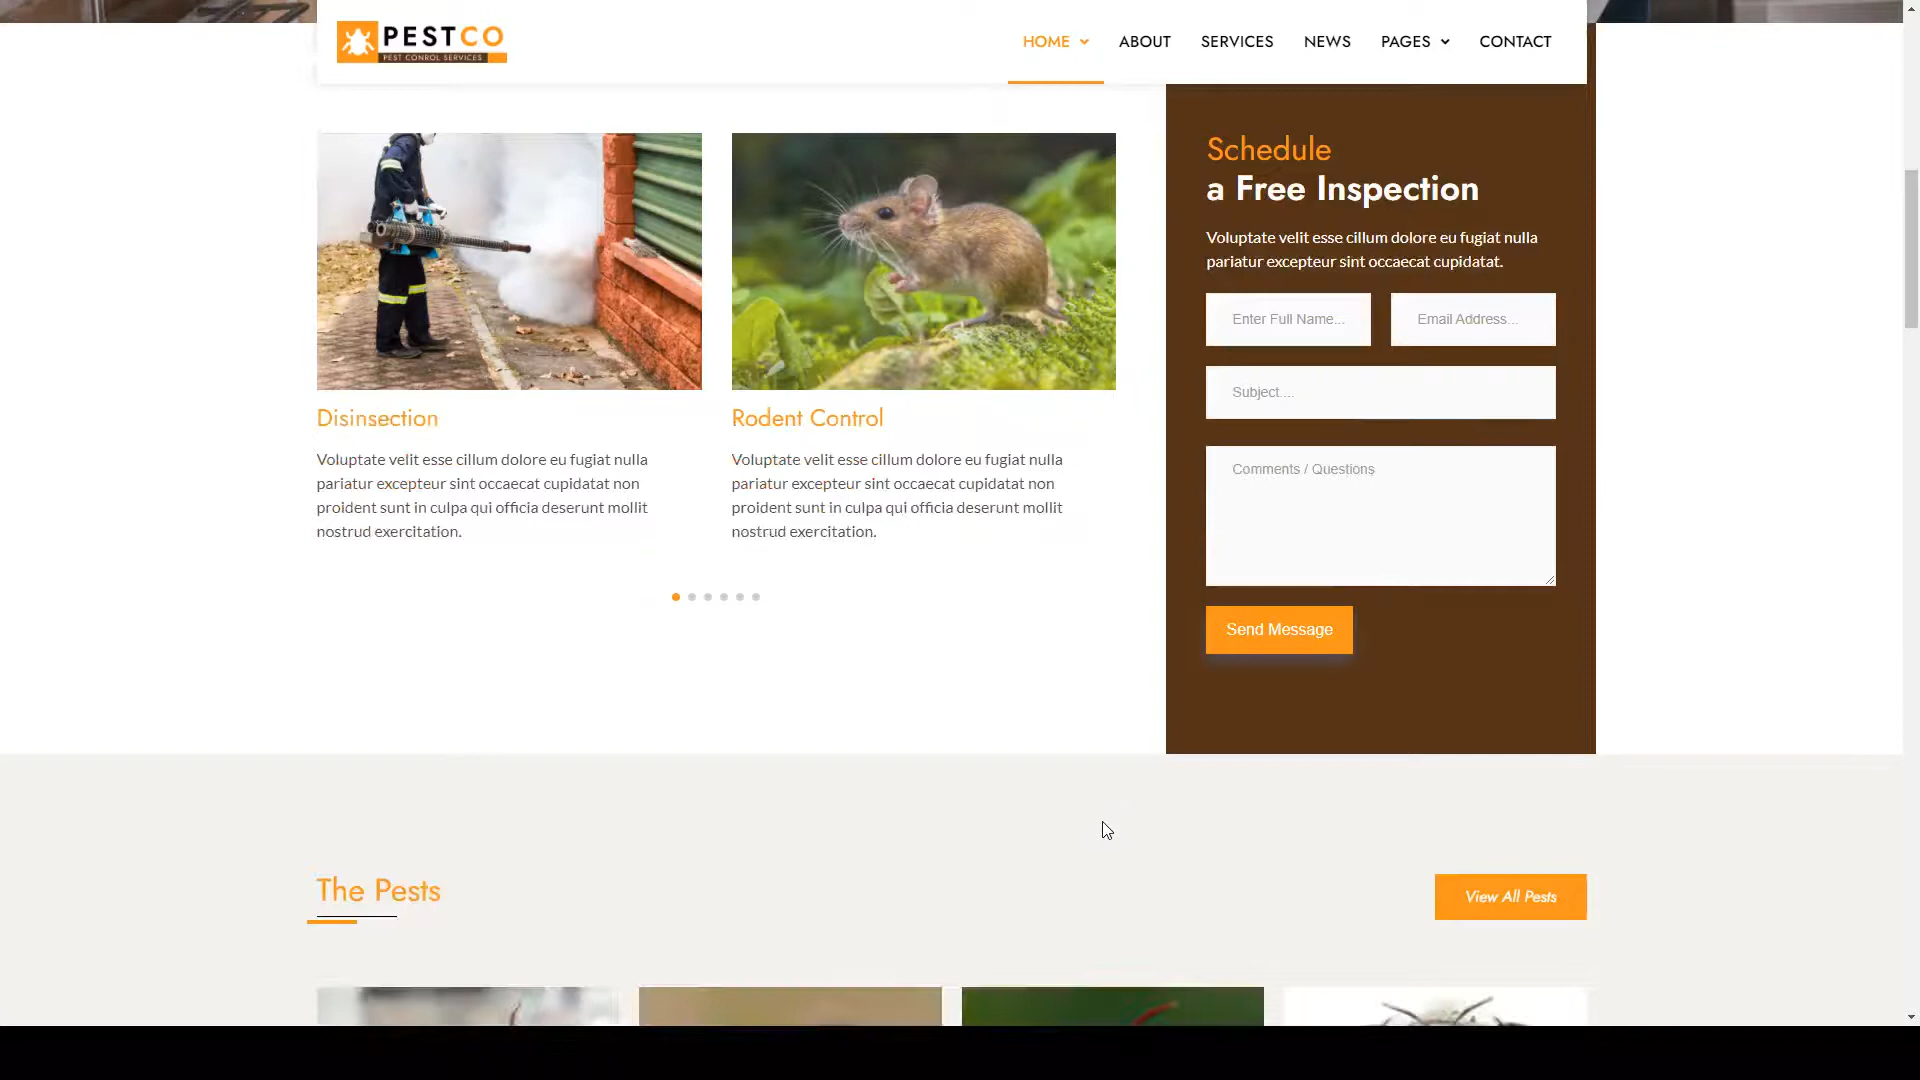 PESTCO
PEST CONROL SERVICES
HOME ABOUT SERVICES NEWS PAGES CONTACT
Schedule
a Free Inspection
Voluptate velit esse cillum dolore eu fugiat nulla
pariatur excepteur sint occaecat cupidatat.
Enter Full Name... Email Address...
Subject....
Comments / Questions
Send Message
Disinsection
Voluptate velit esse cillum dolore eu fugiat nulla
pariatur excepteur sint occaecat cupidatat non
proident sunt in culpa qui officia deserunt mollit
nostrud exercitation.
Rodent Control
Voluptate velit esse cillum dolore eu fugiat nulla
pariatur excepteur sint occaecat cupidatat non
proident sunt in culpa qui officia deserunt mollit
nostrud exercitation.
The Pests
View All Pests